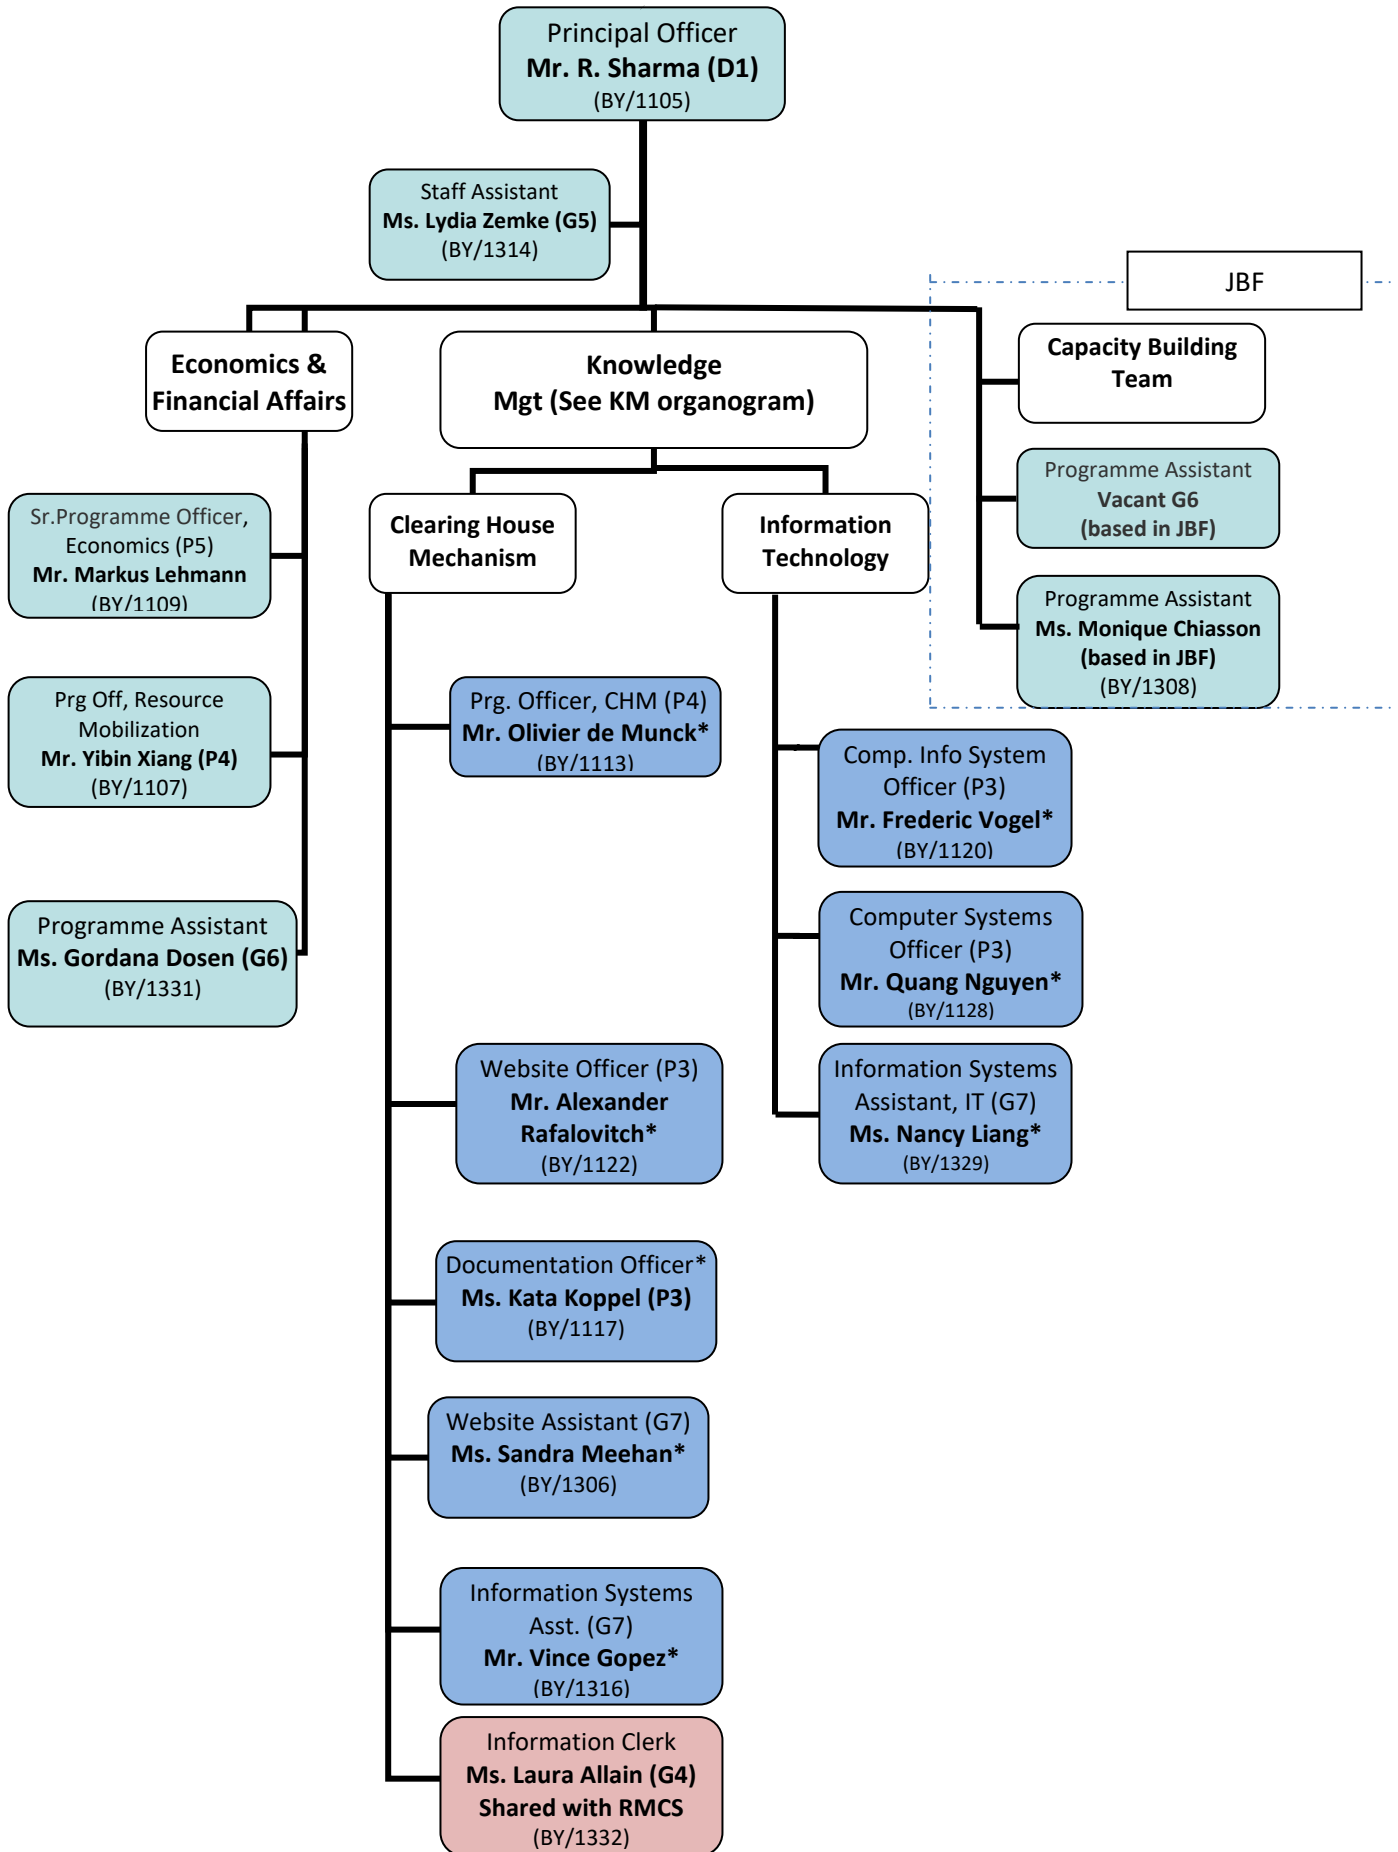 Principal Officer
Mr. R. Sharma (D1)
(BY/1105)
Staff Assistant
Ms. Lydia Zemke (G5)
(BY/1314)
JBF
Economics &
Financial Affairs
Knowledge
Mgt (See KM organogram)
Capacity Building
Team
Programme Assistant
Vacant G6
(based in JBF)
Programme Assistant
Ms. Monique Chiasson
(based in JBF)
(BY/1308)
Sr.Programme Officer,
Economics (P5)
Mr. Markus Lehmann
(BY/1109)
Prg Off, Resource
Mobilization
Mr. Yibin Xiang (P4)
(BY/1107)
Programme Assistant
Ms. Gordana Dosen (G6)
(BY/1331)
Clearing House
Mechanism
Prg. Officer, CHM (P4)
Mr. Olivier de Munck*
(BY/1113)
Website Officer (P3)
Mr. Alexander
Rafalovitch*
(BY/1122)
Documentation Officer*
Ms. Kata Koppel (P3)
(BY/1117)
Website Assistant (G7)
Ms. Sandra Meehan*
(BY/1306)
Information Systems
Asst. (G7)
Mr. Vince Gopez*
(BY/1316)
Information Clerk
Ms. Laura Allain (G4)
Shared with RMCS
(BY/1332)
Information
Technology
Comp. Info System
Officer (P3)
Mr. Frederic Vogel*
(BY/1120)
Computer Systems
Officer (P3)
Mr. Quang Nguyen*
(BY/1128)
Information Systems
Assistant, IT (G7)
Ms. Nancy Liang*
(BY/1329)